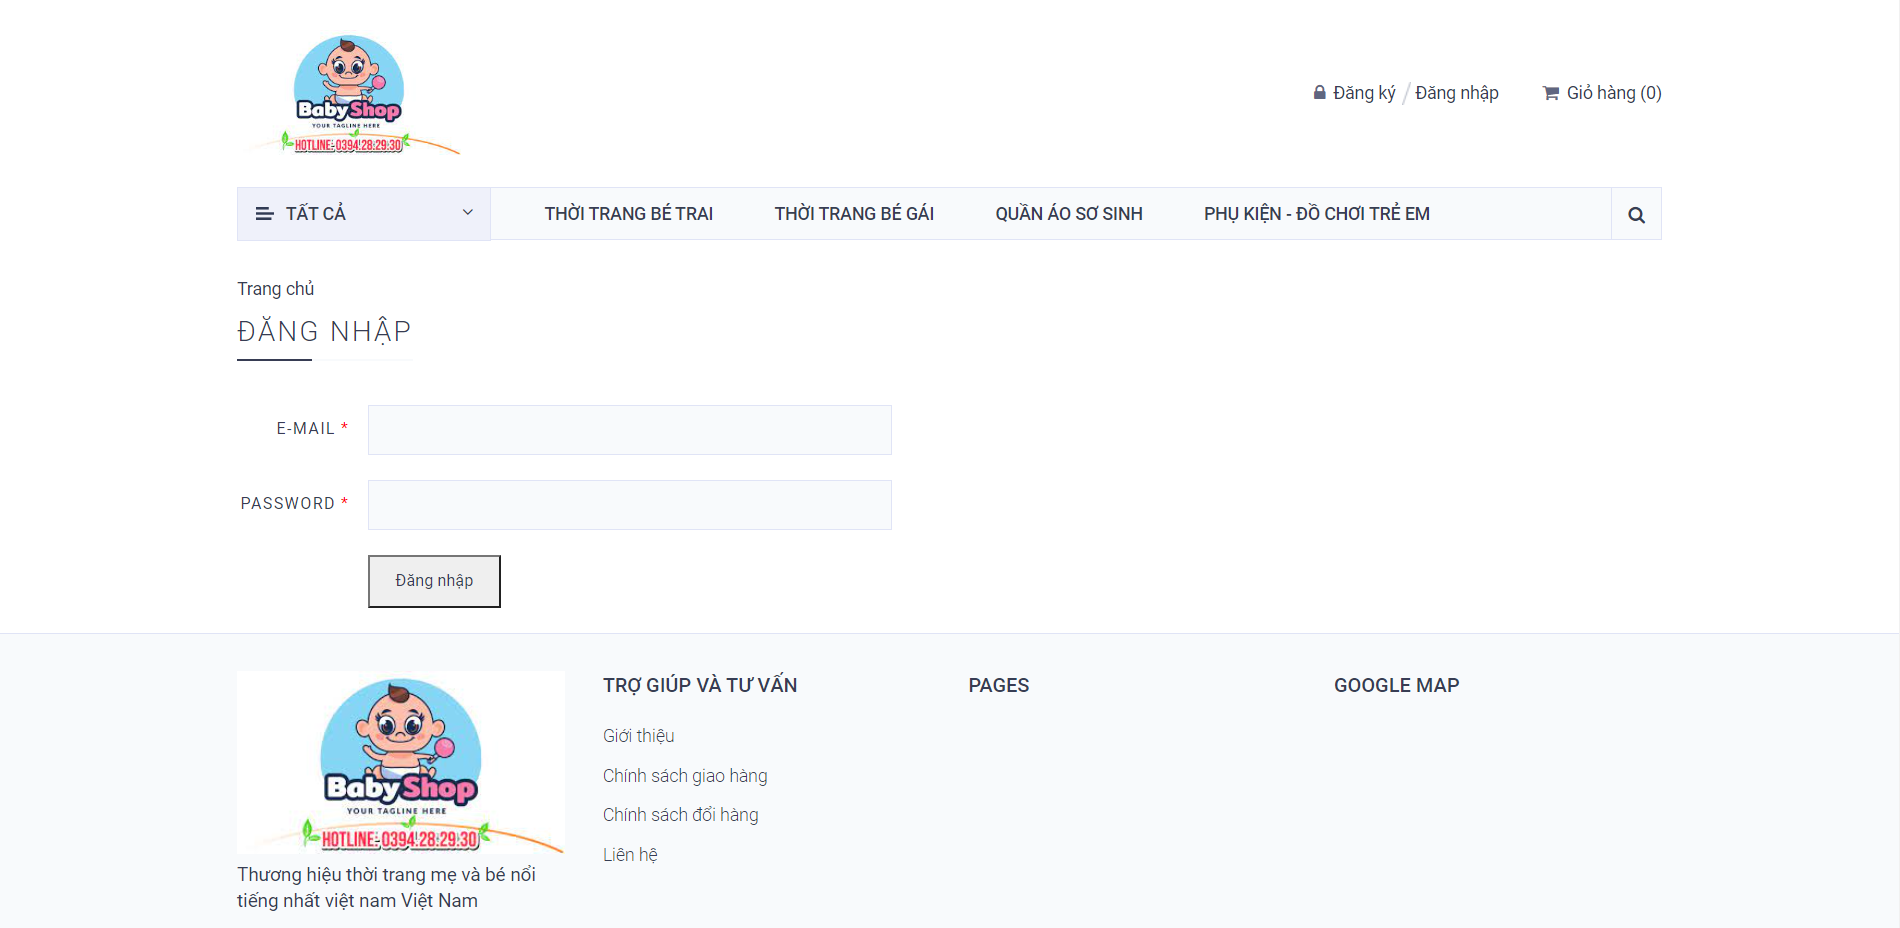 BabyShop
YOUR TAGLINE HERE
HOTLINE: 0394.28.29.30
Đăng ký / Đăng nhập
Giỏ hàng (0)
TẤT CẢ
THỜI TRANG BÉ TRAI
THỜI TRANG BÉ GÁI
QUẦN ÁO SƠ SINH
PHỤ KIỆN - ĐỒ CHƠI TRẺ EM
Trang chủ
ĐĂNG NHẬP
E-MAIL *
PASSWORD *
Đăng nhập
BabyShop
YOUR TAGLINE HERE
HOTLINE: 0394.28.29.30
Thương hiệu thời trang mẹ và bé nổi
tiếng nhất việt nam Việt Nam
TRỢ GIÚP VÀ TƯ VẤN
Giới thiệu
Chính sách giao hàng
Chính sách đổi hàng
Liên hệ
PAGES
GOOGLE MAP